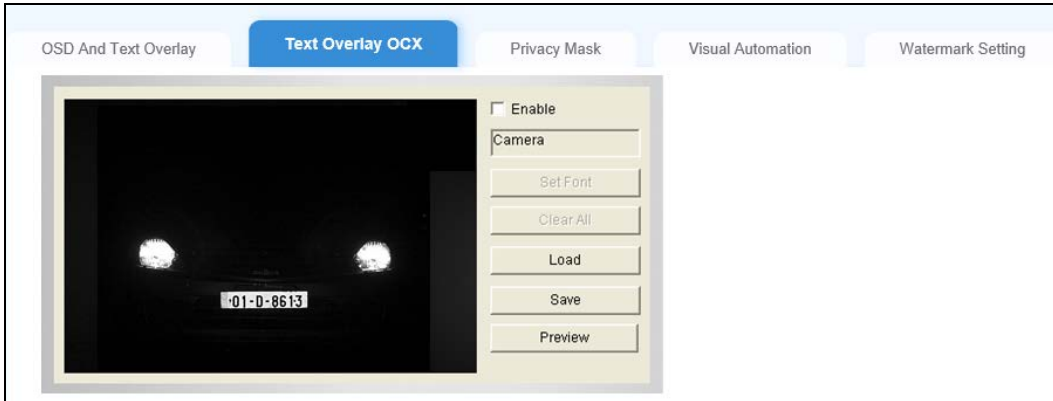 OSD And Text Overlay
Text Overlay OCX
Privacy Mask
Visual Automation
Watermark Setting
Enable
Camera
Set Font
Clear All
Load
Save
Preview
01-D-8613